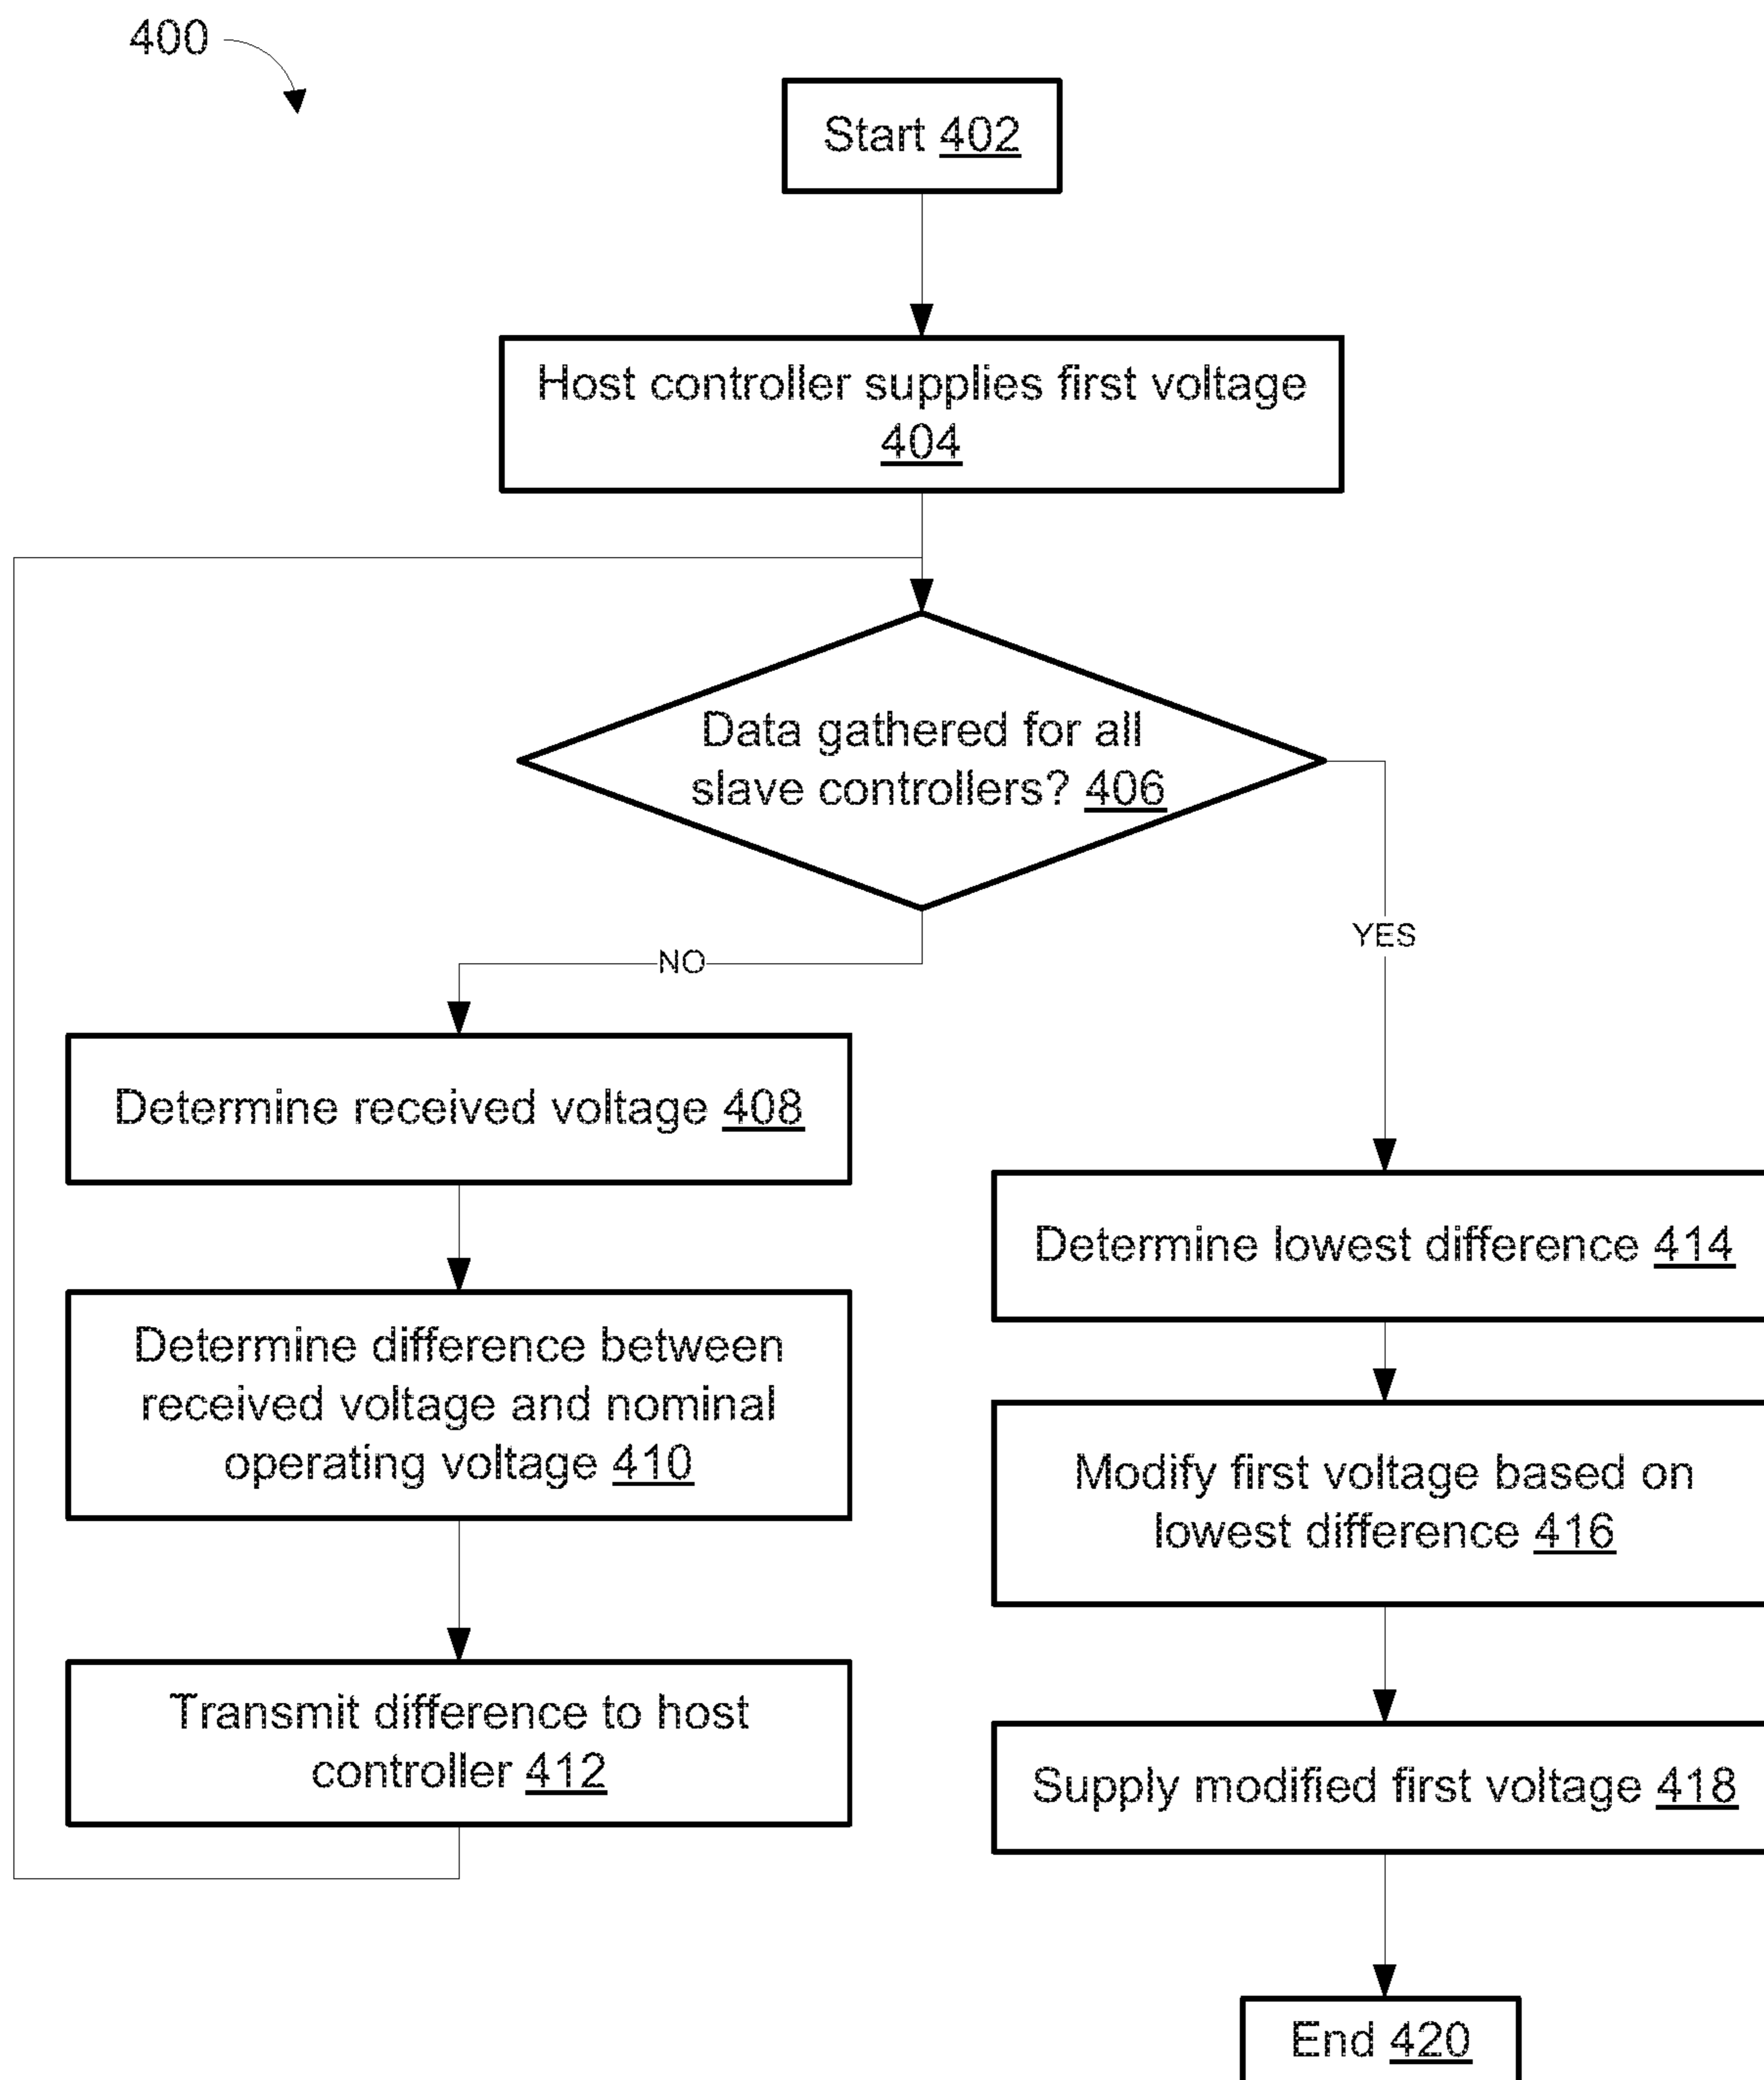 400
Start 402
Host controller supplies first voltage
404
Data gathered for all
slave controllers? 406
NO
YES
Determine received voltage 408
Determine difference between
received voltage and nominal
operating voltage 410
Transmit difference to host
controller 412
Determine lowest difference 414
Modify first voltage based on
lowest difference 416
Supply modified first voltage 418
End 420